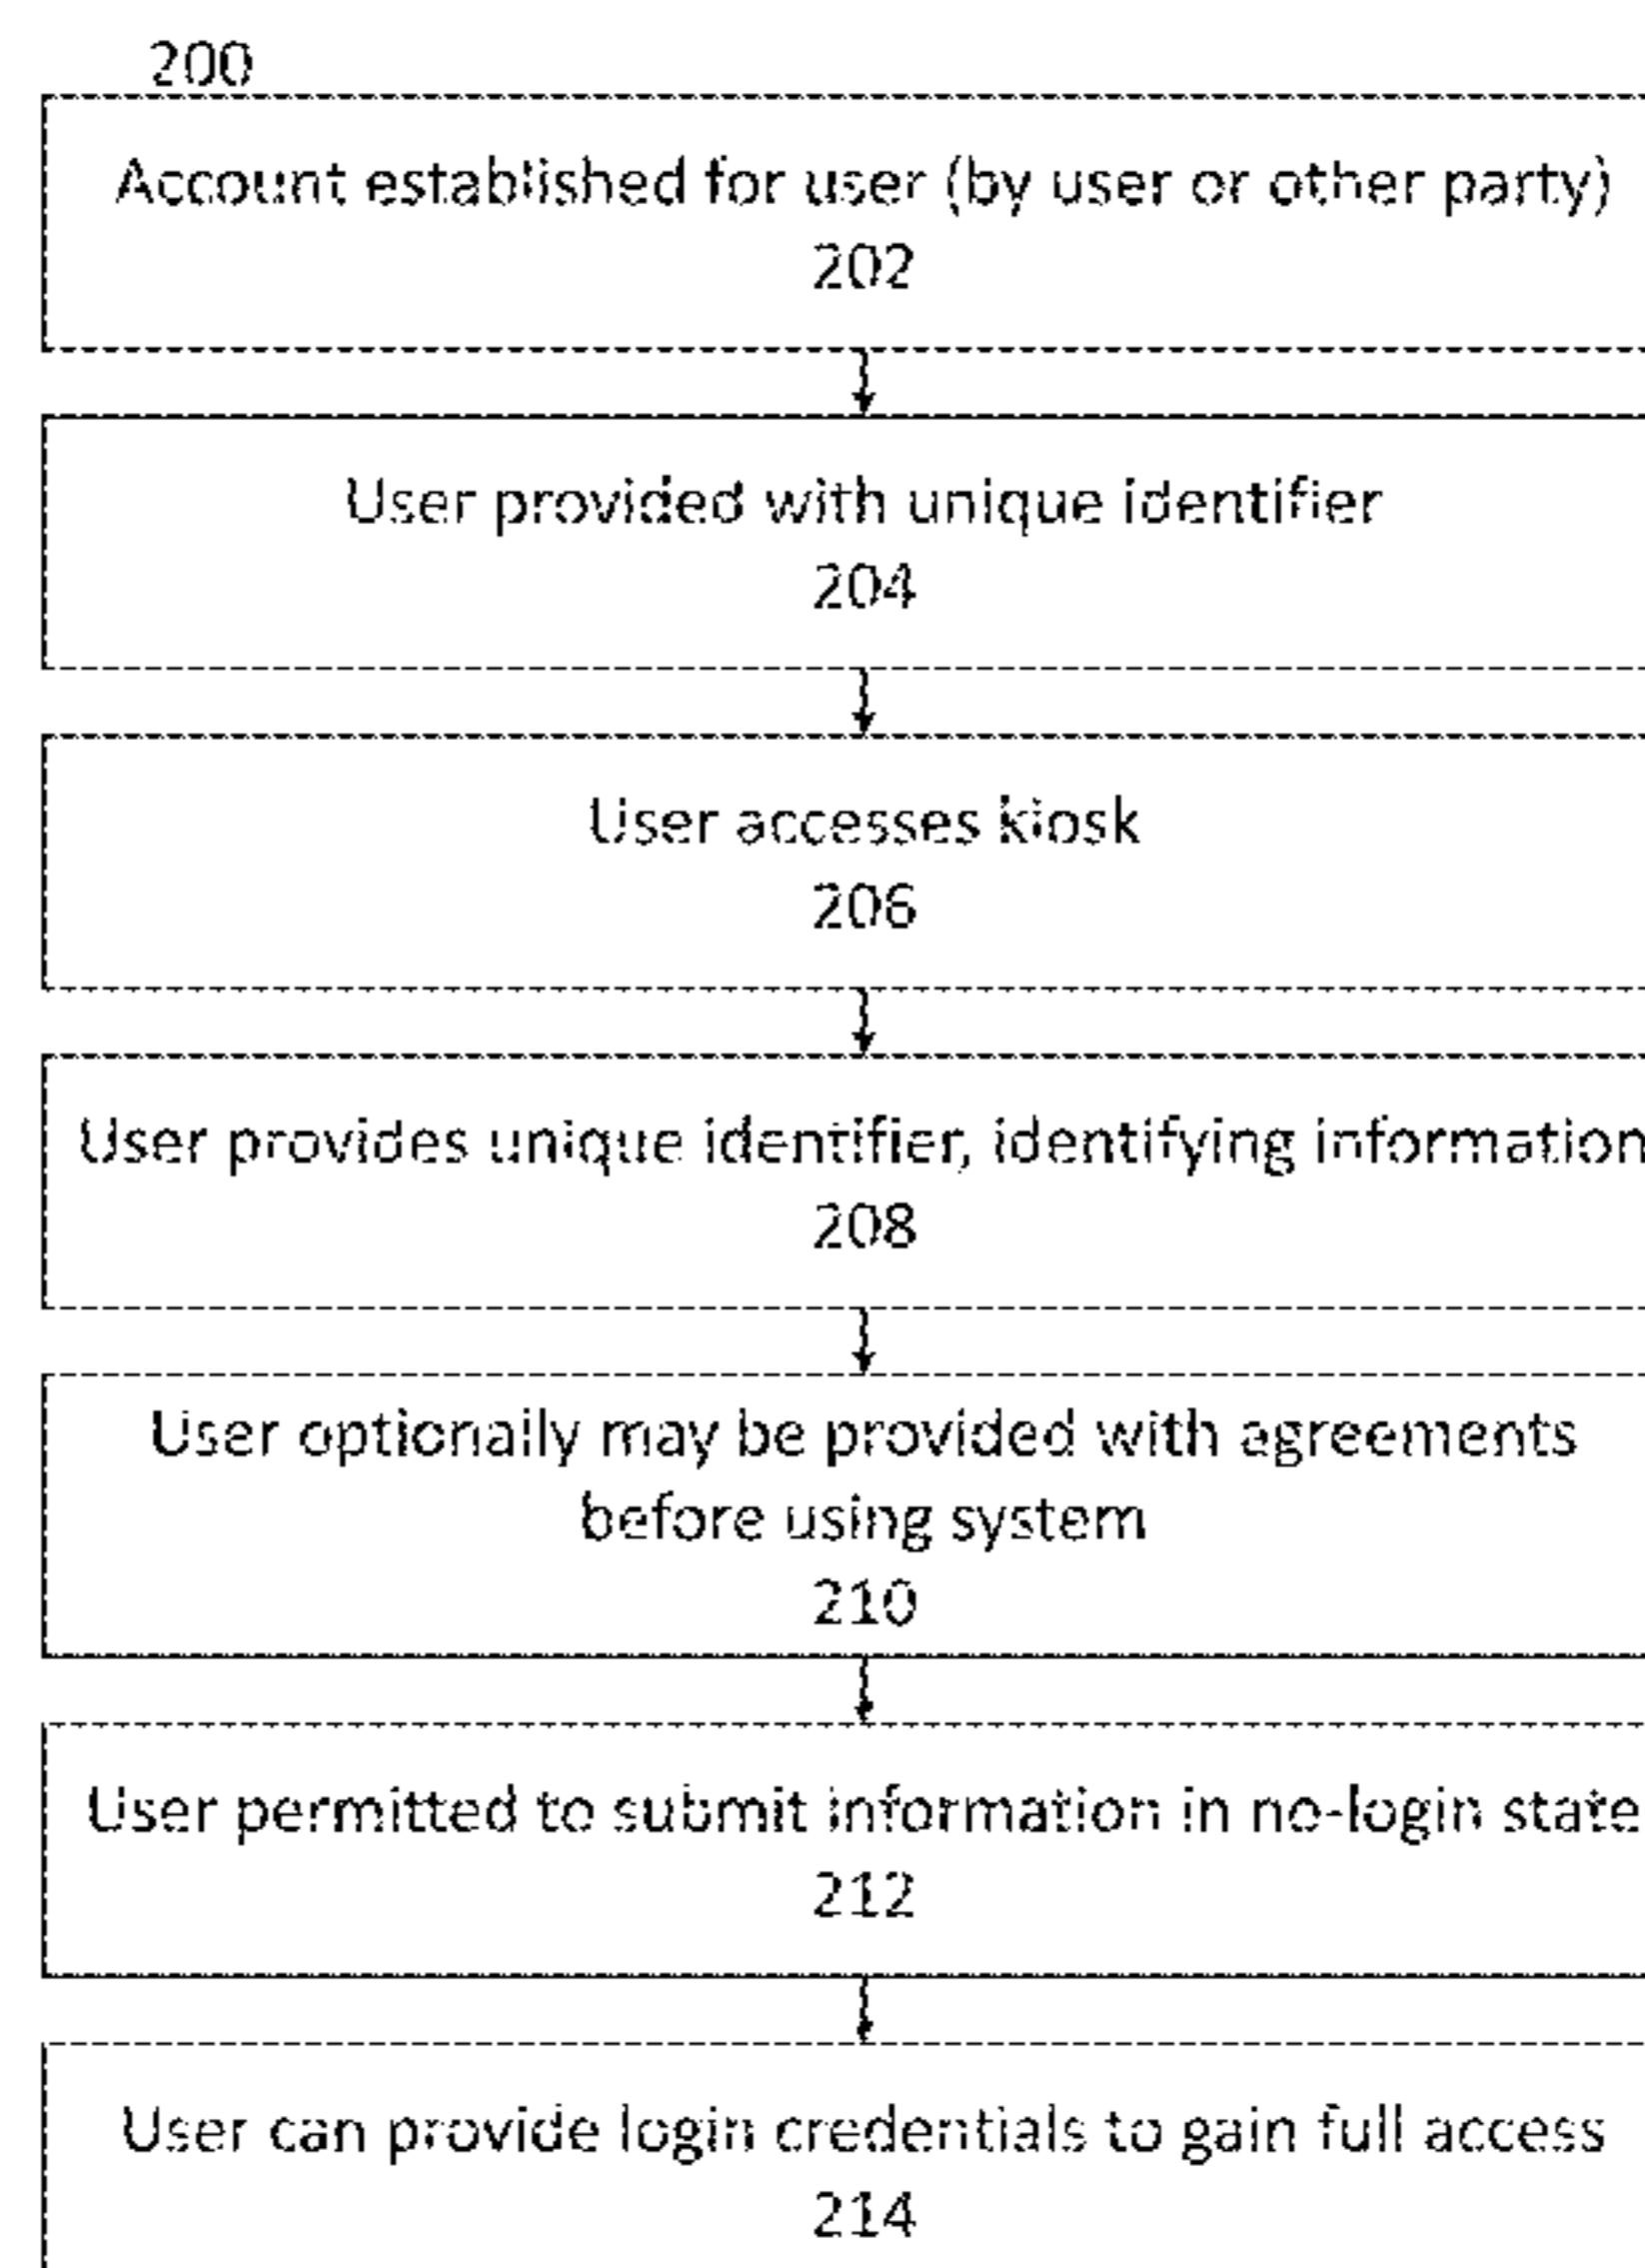 200
Account established for user (by user or other party)
202
User provided with unique identifier
204
User accesses kiosk
206
User provides unique identifier, identifying information
208
User optionally may be provided with agreements
before using system
210
User permitted to submit information in no-login state
212
User can provide login credentials to gain full access
214